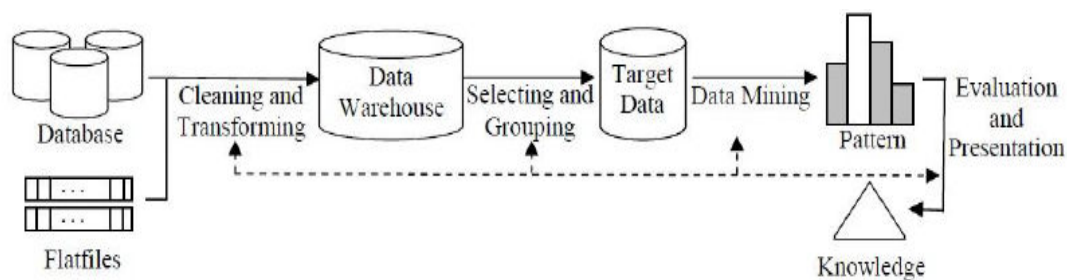 Database
Flatfiles
...
...
Cleaning and
Transforming
Data
Warehouse
Selecting and
Grouping
Target
Data
Data Mining
Pattern
Evaluation
and
Presentation
Knowledge